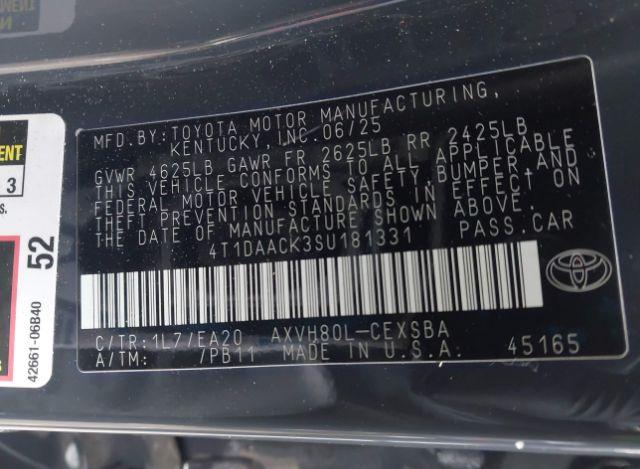 MFD.BY:TOYOTA MOTOR MANUFACTURING,
KENTUCKY, INC 06/25
GVWR 4625LB GAWR FR 2625LB RR 2425LB
THIS VEHICLE CONFORMS TO ALL APPLICABLE
FEDERAL MOTOR VEHICLE SAFETY,BUMPER,AND
THEFT PREVENTION STANDARDS IN EFFECT ON
THE DATE OF MANUFACTURE SHOWN ABOVE.
4T1DAACK3SU181331 PASS.CAR
C/TR:1L7/EA20 AXVH80L-CEXSBA
A/TM: /PB11 MADE IN U.S.A. 45165
3
52
42661-06B40